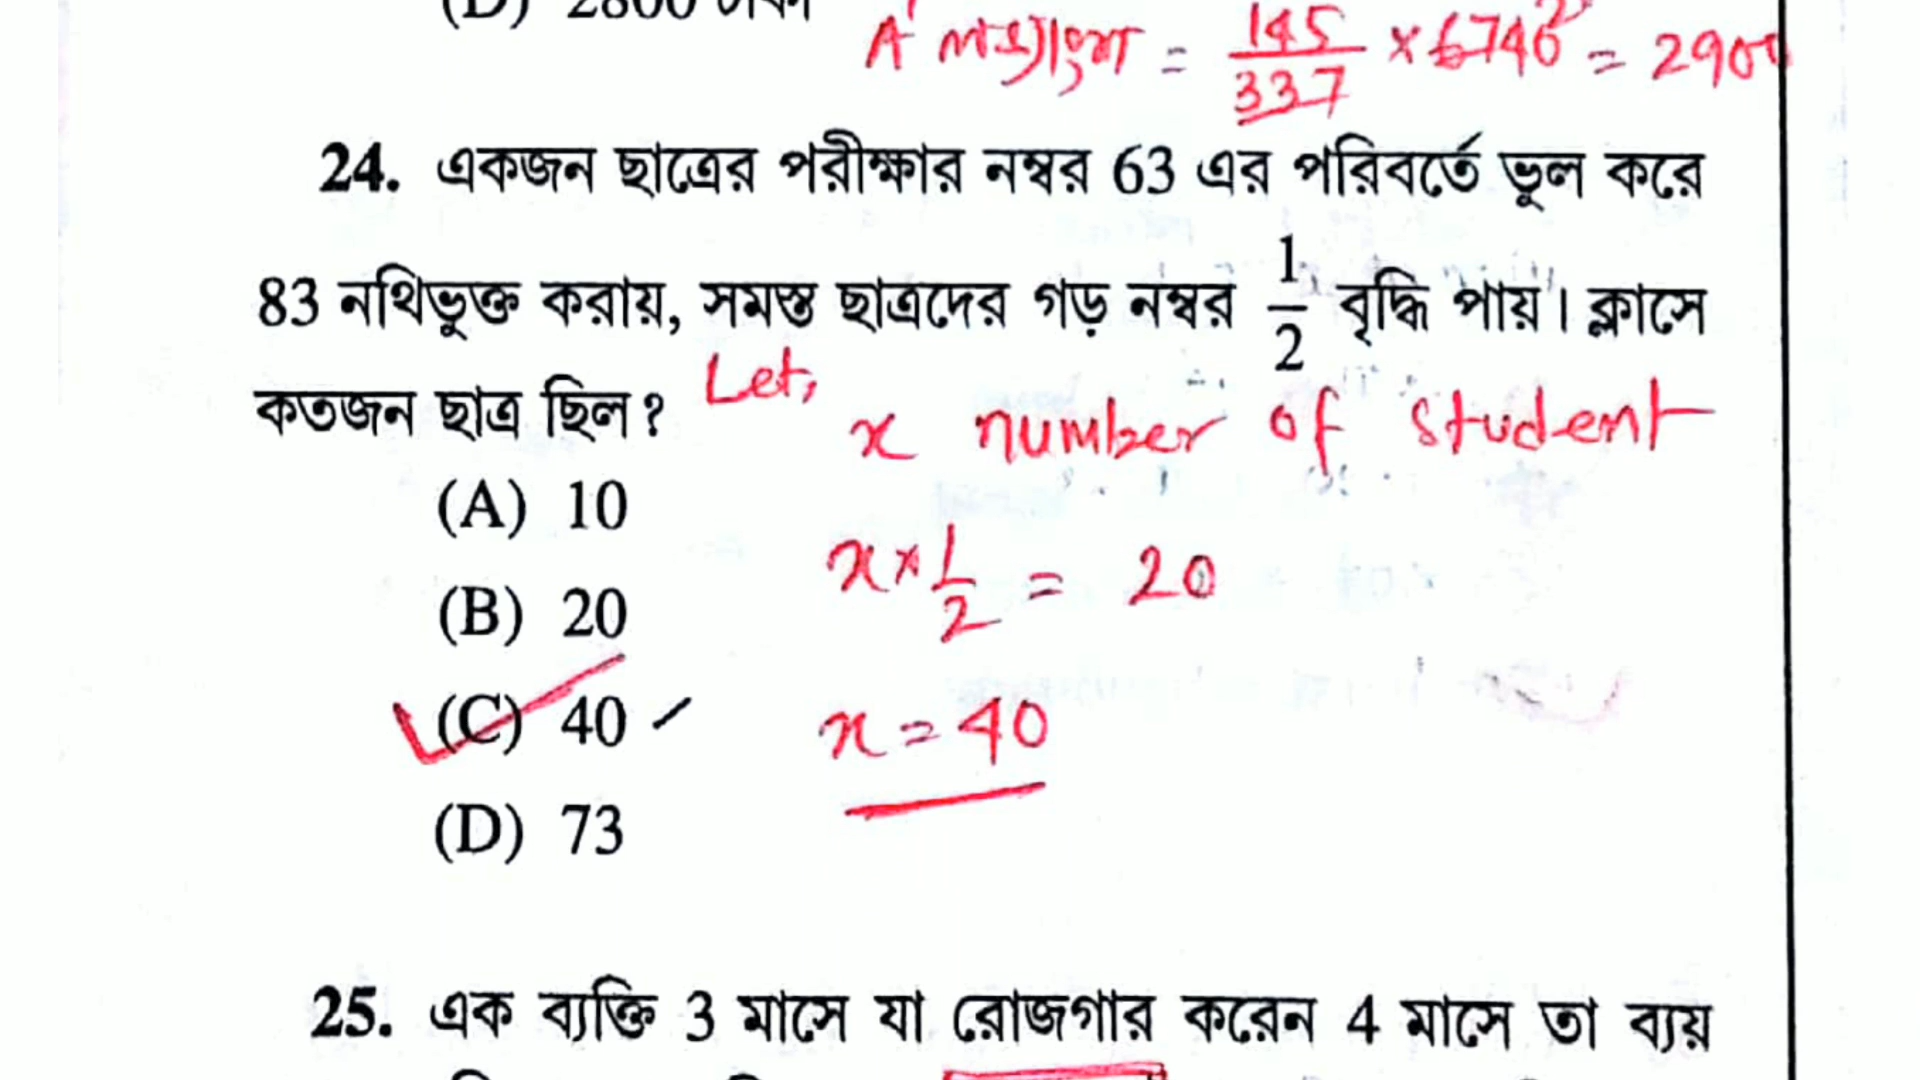 (D) 2800 টাকা
A = 145/337 × 6740 = 2900
24. একজন ছাত্রের পরীক্ষার নম্বর 63 এর পরিবর্তে ভুল করে
83 নথিভুক্ত করায়, সমস্ত ছাত্রদের গড় নম্বর 1/2 বৃদ্ধি পায়। ক্লাসে
কতজন ছাত্র ছিল?
Let, x number of student
(A) 10
x × 1/2 = 20
(B) 20
(C) 40
x = 40
(D) 73
25. এক ব্যক্তি 3 মাসে যা রোজগার করেন 4 মাসে তা ব্যয়